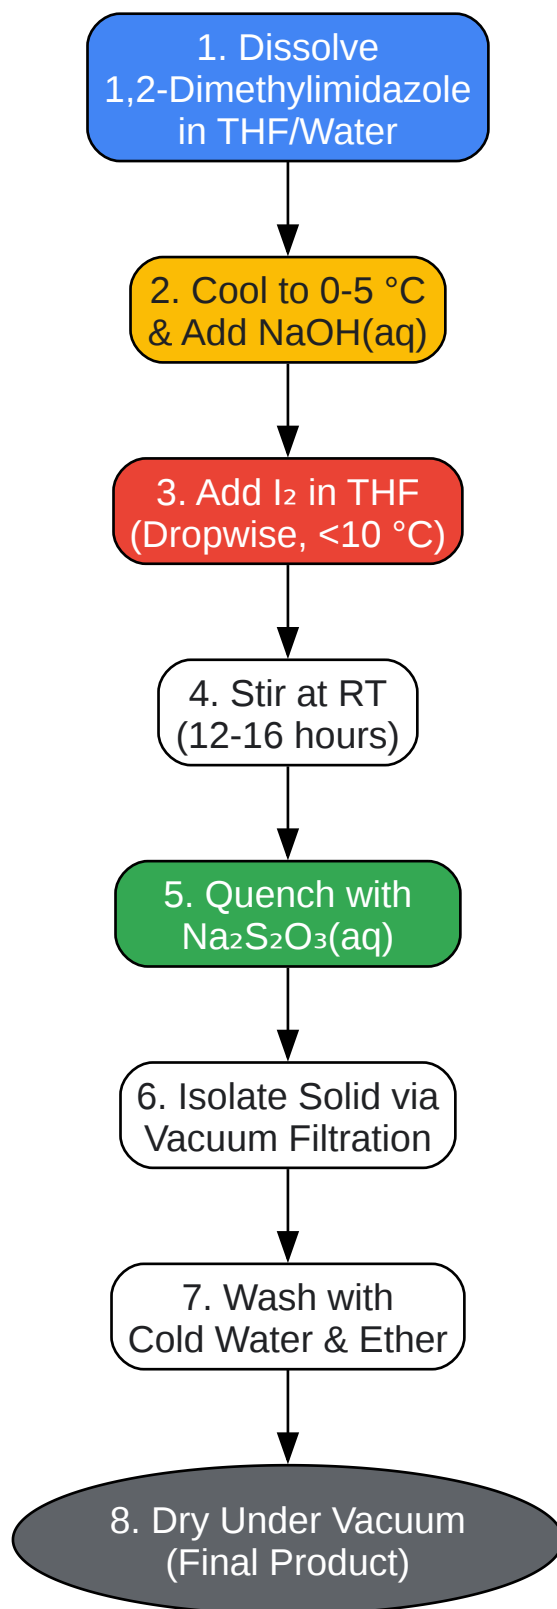 1. Dissolve
1,2-Dimethylimidazole
in THF/Water
2. Cool to 0-5 °C
& Add NaOH(aq)
3. Add I₂ in THF
(Dropwise, <10 °C)
4. Stir at RT
(12-16 hours)
5. Quench with
Na₂S₂O₃(aq)
6. Isolate Solid via
Vacuum Filtration
7. Wash with
Cold Water & Ether
8. Dry Under Vacuum
(Final Product)